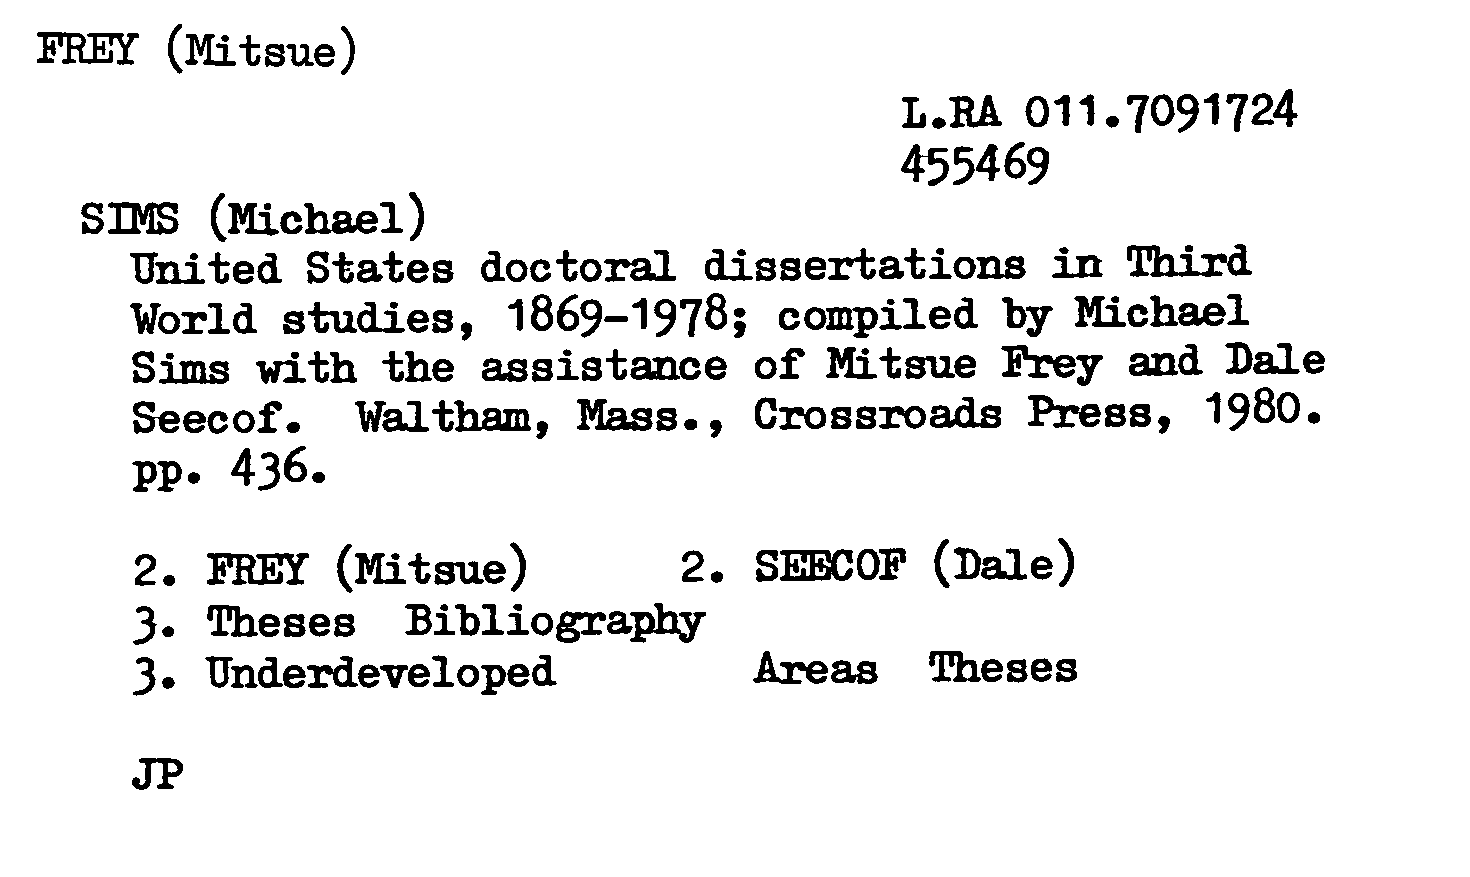 FREY (Mitsue)
L.RA 011.7091724
455469
SIMS (Michael)
United States doctoral dissertations in Third
World studies, 1869-1978; compiled by Michael
Sims with the assistance of Mitsue Frey and Dale
Seecof. Waltham, Mass., Crossroads Press, 1980.
pp. 436.
2. FREY (Mitsue) 2. SEECOF (Dale)
3. Theses Bibliography
3. Underdeveloped Areas Theses
JP